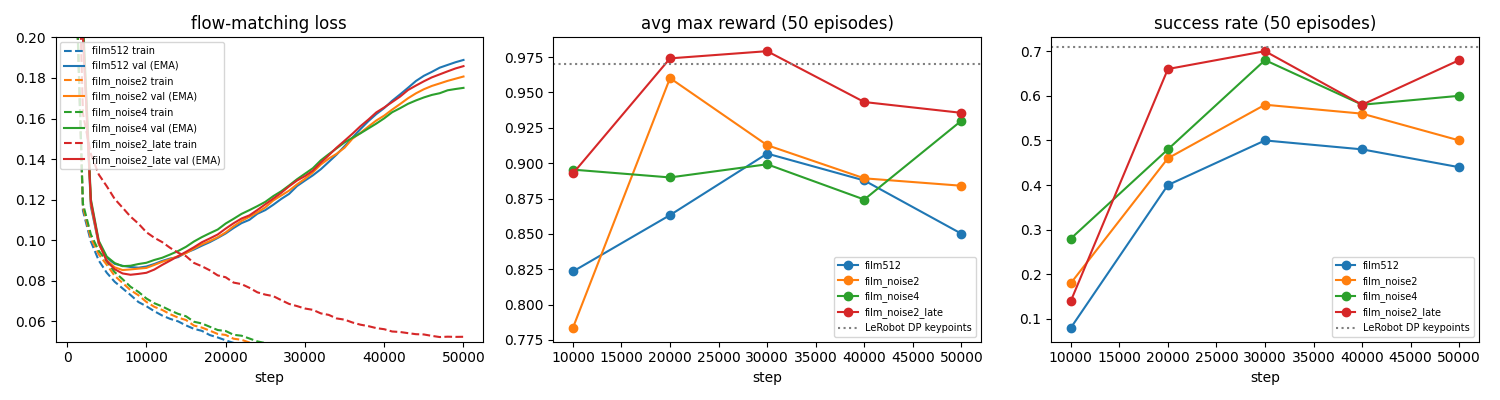 flow-matching loss
0.20
0.18
0.16
0.14
0.12
0.10
0.08
0.06
film512 train
film512 val (EMA)
film_noise2 train
film_noise2 val (EMA)
film_noise4 train
film_noise4 val (EMA)
film_noise2_late train
film_noise2_late val (EMA)
0 10000 20000 30000 40000 50000
step
avg max reward (50 episodes)
0.975
0.950
0.925
0.900
0.875
0.850
0.825
0.800
0.775
film512
film_noise2
film_noise4
film_noise2_late
LeRobot DP keypoints
10000 15000 20000 25000 30000 35000 40000 45000 50000
step
success rate (50 episodes)
0.7
0.6
0.5
0.4
0.3
0.2
0.1
film512
film_noise2
film_noise4
film_noise2_late
LeRobot DP keypoints
10000 15000 20000 25000 30000 35000 40000 45000 50000
step